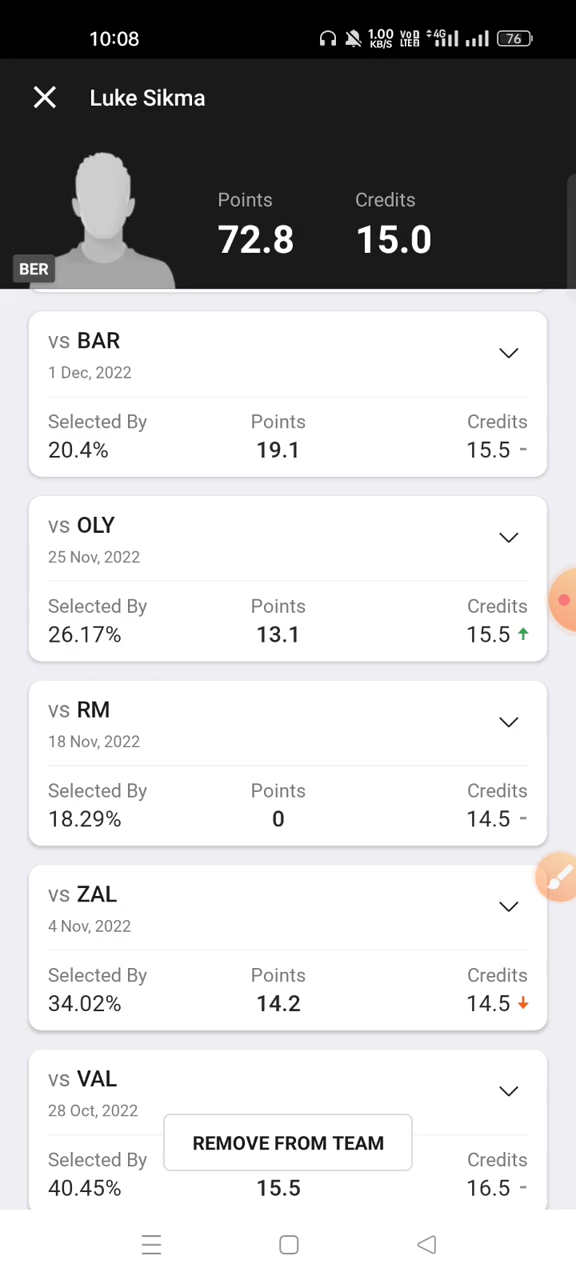 10:08 1.00 KB/S VoD LTED 4G 76
Luke Sikma
Points Credits
72.8 15.0
BER
vs BAR
1 Dec, 2022
Selected By Points Credits
20.4% 19.1 15.5 -
vs OLY
25 Nov, 2022
Selected By Points Credits
26.17% 13.1 15.5
vs RM
18 Nov, 2022
Selected By Points Credits
18.29% 0 14.5 -
vs ZAL
4 Nov, 2022
Selected By Points Credits
34.02% 14.2 14.5
vs VAL
28 Oct, 2022
REMOVE FROM TEAM
Selected By Credits
40.45% 15.5 16.5 -